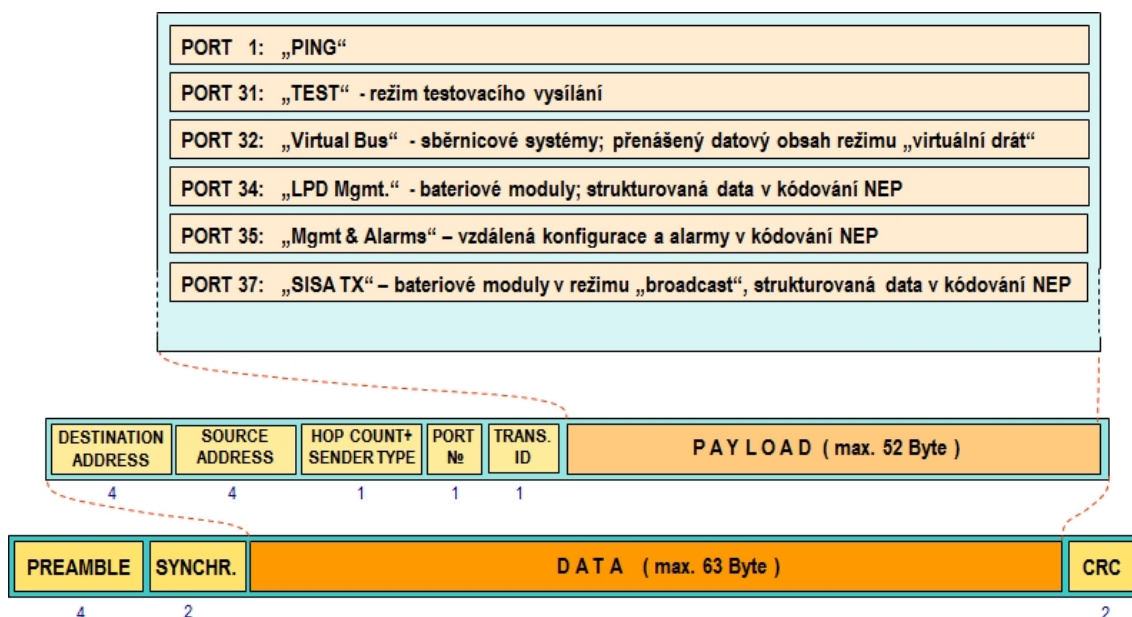 PORT 1: „PING“
PORT 31: „TEST“ - režim testovacího vysílání
PORT 32: „Virtual Bus“ - sběrnicové systémy; přenášený datový obsah režimu „virtuální drát“
PORT 34: „LPD Mgmt.“ - bateriové moduly; strukturovaná data v kódování NEP
PORT 35: „Mgmt & Alarms“ – vzdálená konfigurace a alarmy v kódování NEP
PORT 37: „SISA TX“ – bateriové moduly v režimu „broadcast“, strukturovaná data v kódování NEP
DESTINATION ADDRESS
SOURCE ADDRESS
HOP COUNT+ SENDER TYPE
PORT №
TRANS. ID
PAYLOAD ( max. 52 Byte )
4 4 1 1 1
PREAMBLE SYNCHR. DATA ( max. 63 Byte ) CRC
4 2 2